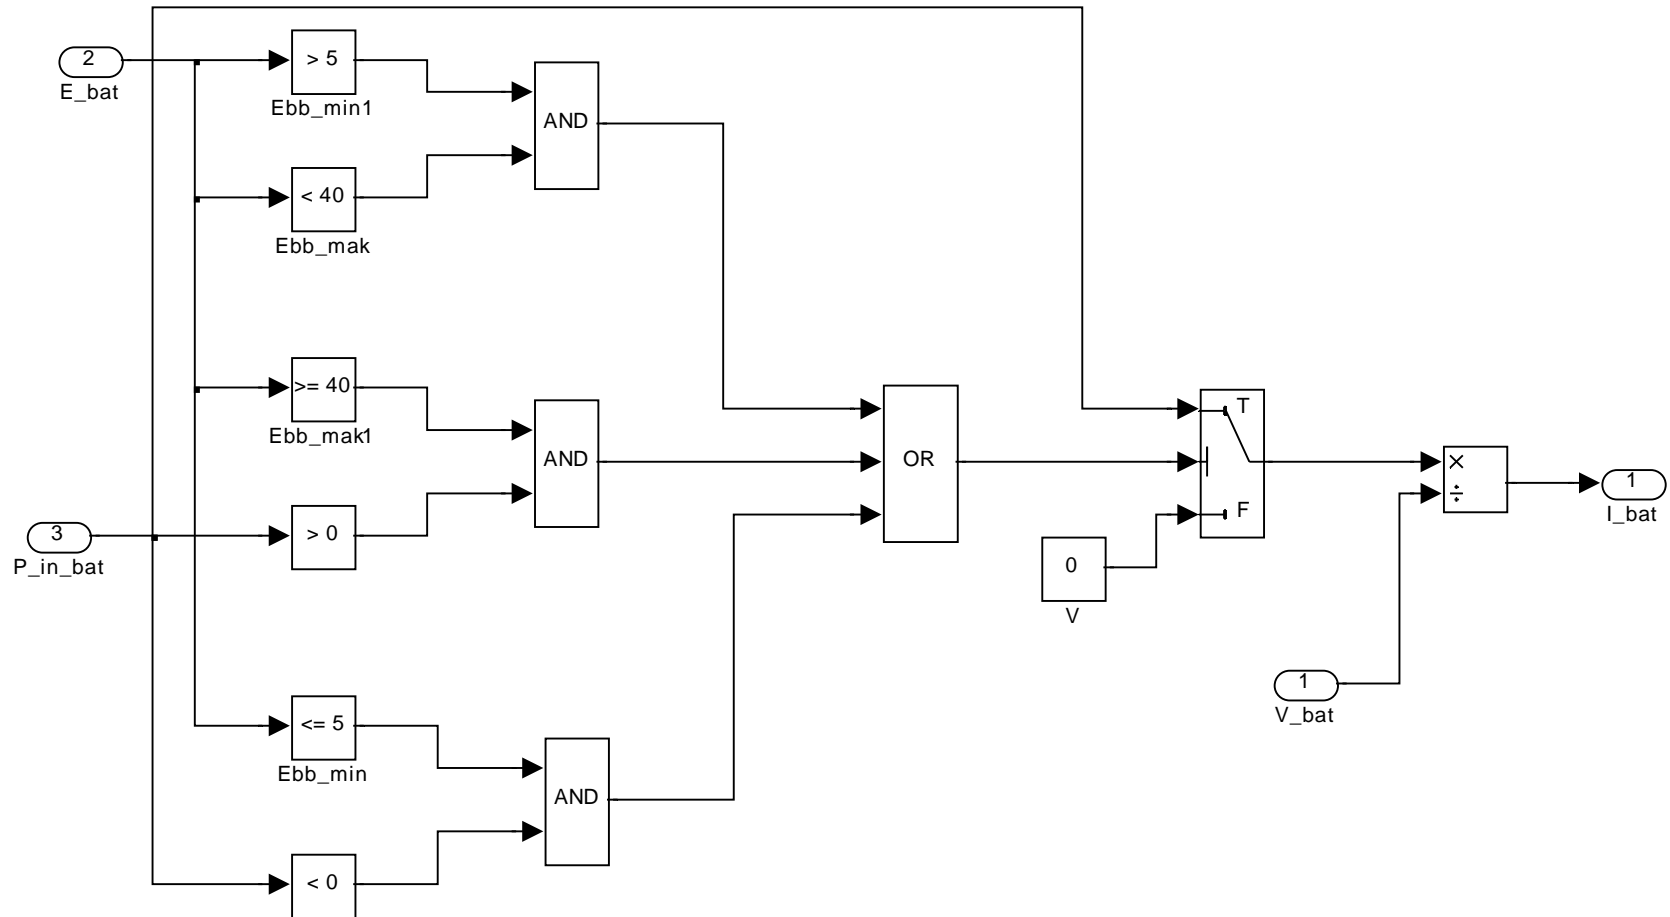 2
E_bat
> 5
Ebb_min1
AND
< 40
Ebb_mak
>= 40
Ebb_mak1
AND
OR
T
F
×
÷
1
I_bat
3
P_in_bat
> 0
0
V
1
V_bat
<= 5
Ebb_min
AND
< 0